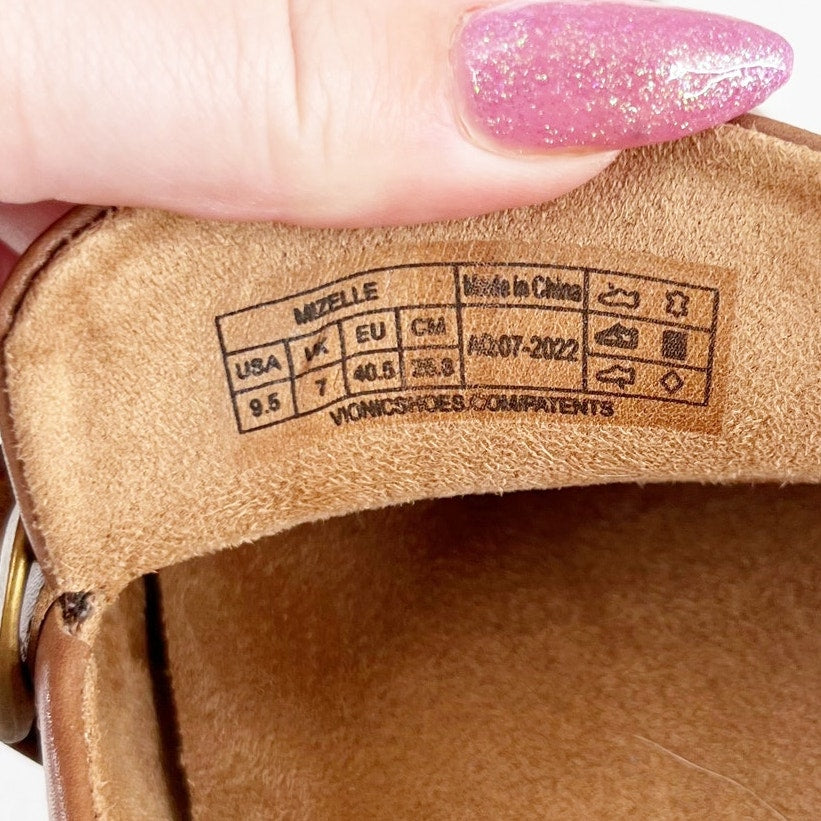 MIZELLE Made in China
USA UK EU CM
9.5 7 40.5 26.3
AQ:07-2022
VIONICSHOES.COM/PATENTS